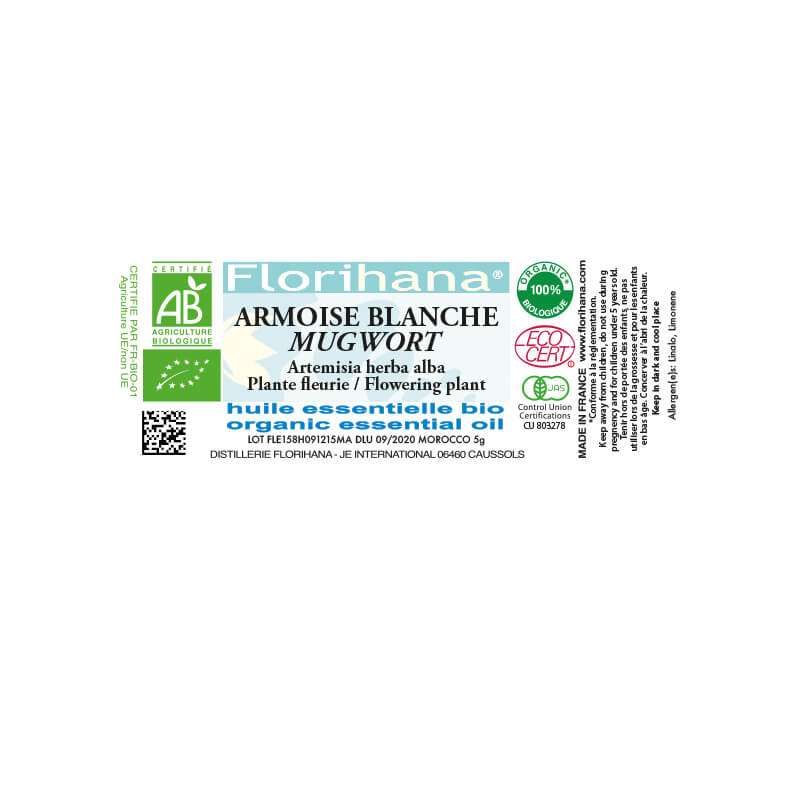 CERTIFIE PAR FR-BIO-01
Agriculture UE/non UE
CERTIFIÉ
AB
AGRICULTURE
BIOLOGIQUE
Florihana®
ARMOISE BLANCHE
MUGWORT
Artemisia herba alba
Plante fleurie / Flowering plant
huile essentielle bio
organic essential oil
LOT FLE158H091215MA DLU 09/2020 MOROCCO 5g
DISTILLERIE FLORIHANA - JE INTERNATIONAL 06460 CAUSSOLS
ORGANIC*
100%
BIOLOGIQUE
ECO
CERT®
JAS
Control Union
Certifications
CU 803278
MADE IN FRANCE www.florihana.com
*Conforme à la réglementation.
Keep away from children, do not use during
pregnency and for children under 5 years old.
Tenir hors de portée des enfants, ne pas
utiliser lors de la grossesse et pour les enfants
en bas âge. Concerver à l'abri de la chaleur.
Keep in dark and cool place
Allergen(e)s: Linalo, Limonene